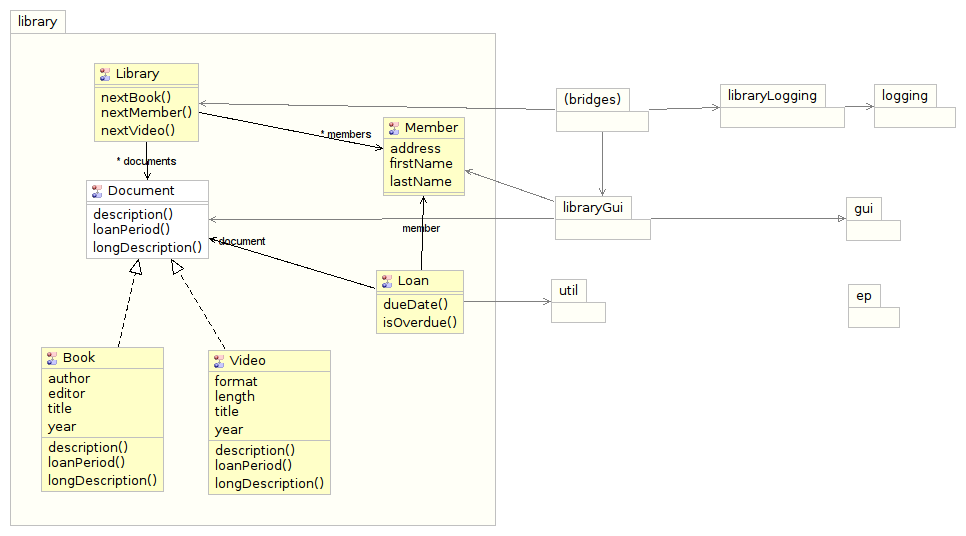 library
Library
nextBook()
nextMember()
nextVideo()
* members
* documents
Member
address
firstName
lastName
Document
description()
loanPeriod()
longDescription()
document
member
Loan
dueDate()
isOverdue()
Book
author
editor
title
year
description()
loanPeriod()
longDescription()
Video
format
length
title
year
description()
loanPeriod()
longDescription()
(bridges)
libraryLogging
logging
libraryGui
gui
util
ep